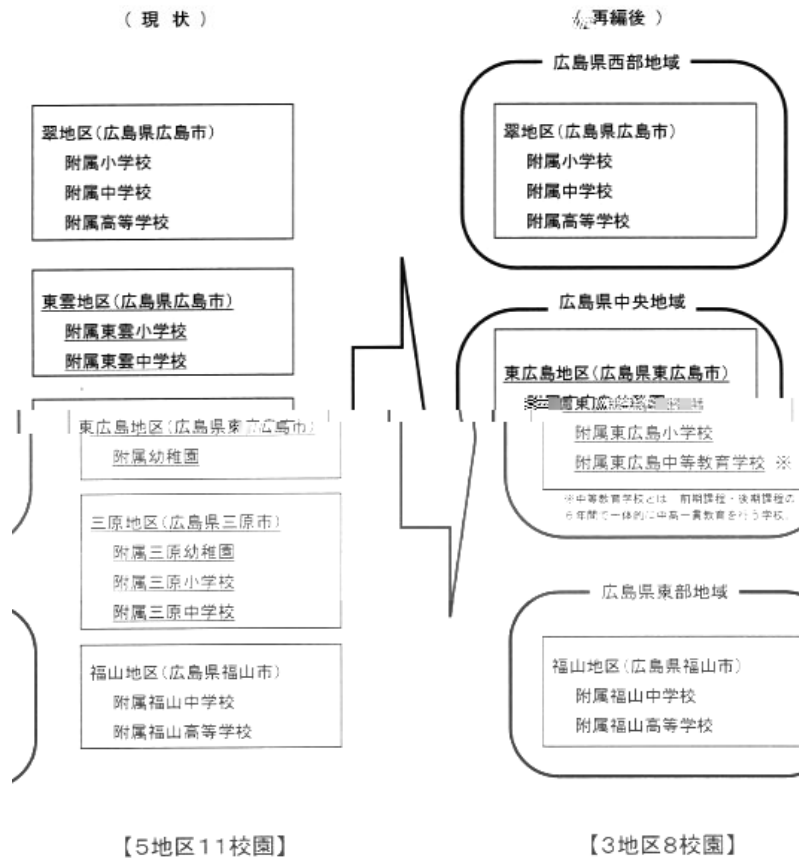 (現状)
翠地区(広島県広島市)
附属小学校
附属中学校
附属高等学校
東雲地区(広島県広島市)
附属東雲小学校
附属東雲中学校
東広島地区(広島県東広島市)
附属幼稚園
三原地区(広島県三原市)
附属三原幼稚園
附属三原小学校
附属三原中学校
福山地区(広島県福山市)
附属福山中学校
附属福山高等学校
【5地区11校園】
(再編後)
広島県西部地域
翠地区(広島県広島市)
附属小学校
附属中学校
附属高等学校
広島県中央地域
東広島地区(広島県東広島市)
附属東広島小学校
附属東広島中等教育学校 ※
※中等教育学校とは 前期課程・後期課程の
6年間で一体的に中高一貫教育を行う学校。
広島県東部地域
福山地区(広島県福山市)
附属福山中学校
附属福山高等学校
【3地区8校園】